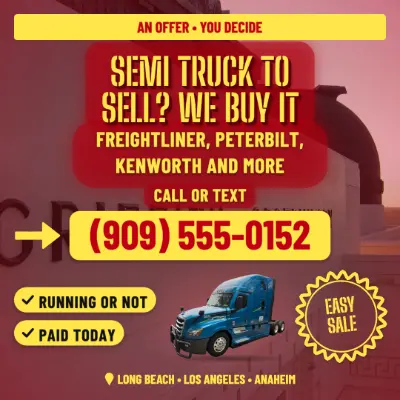 AN OFFER • YOU DECIDE
SEMI TRUCK TO
SELL? WE BUY IT
FREIGHTLINER, PETERBILT,
KENWORTH AND MORE
CALL OR TEXT
(909) 555-0152
RUNNING OR NOT
PAID TODAY
EASY
SALE
LONG BEACH • LOS ANGELES • ANAHEIM